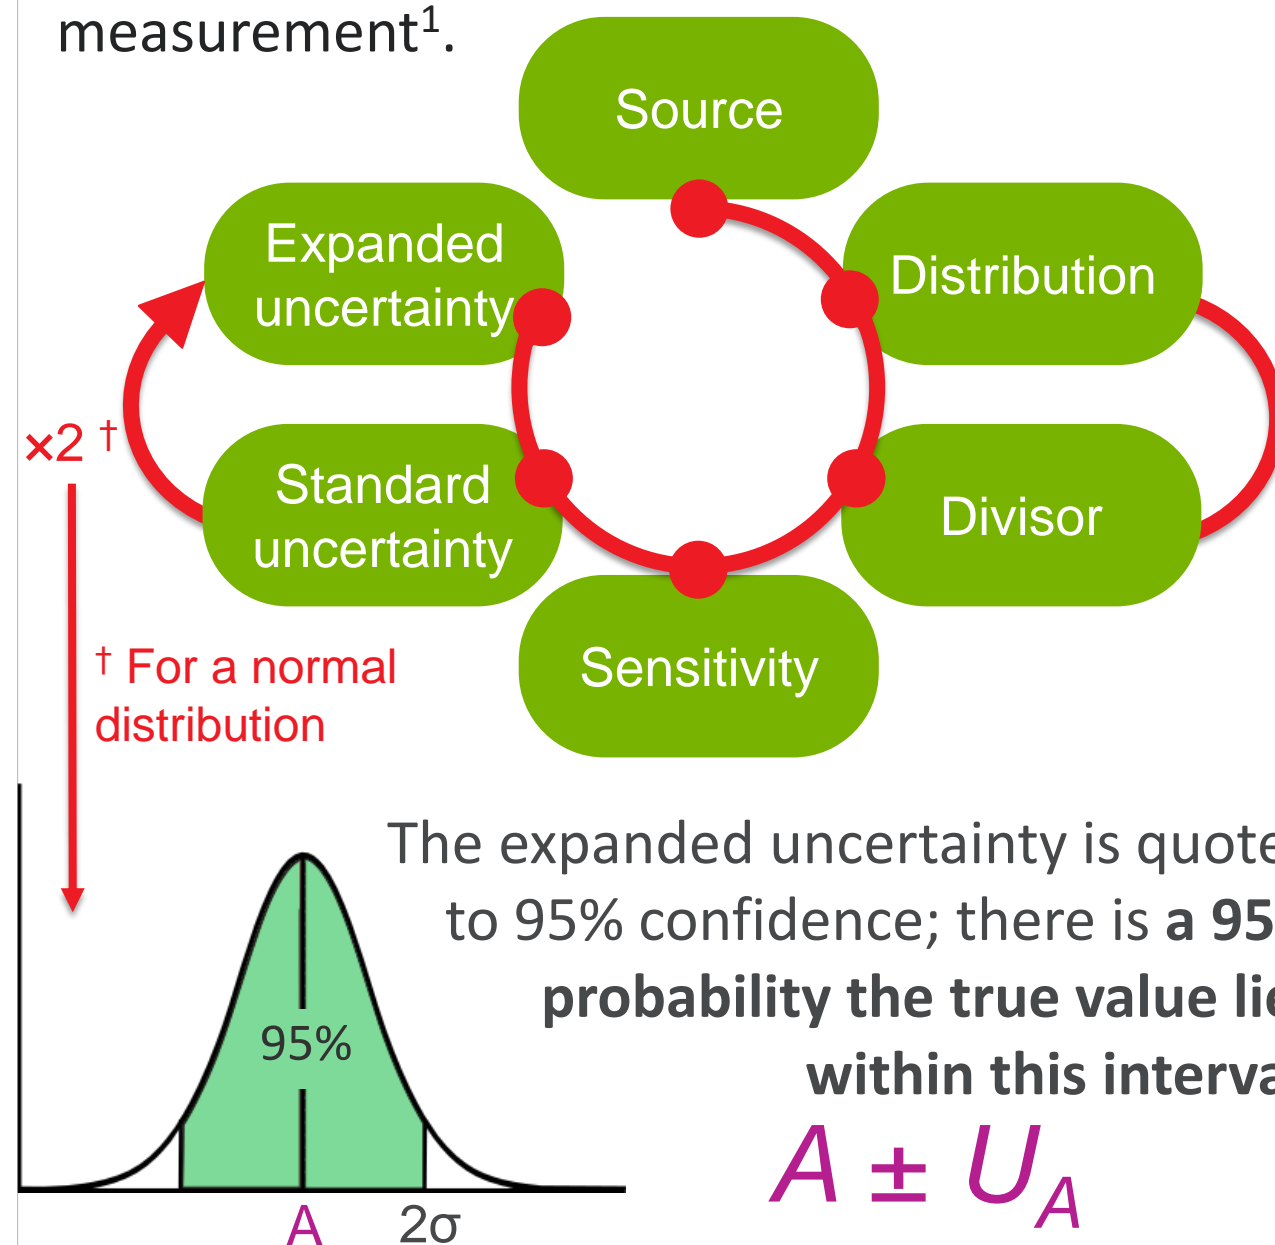 measurement¹.
Source
Expanded
uncertainty
Distribution
×2 †
Standard
uncertainty
Divisor
Sensitivity
† For a normal
distribution
The expanded uncertainty is quote
to 95% confidence; there is a 95
probability the true value lie
within this interva
95%
A ± U_A
A
2σ